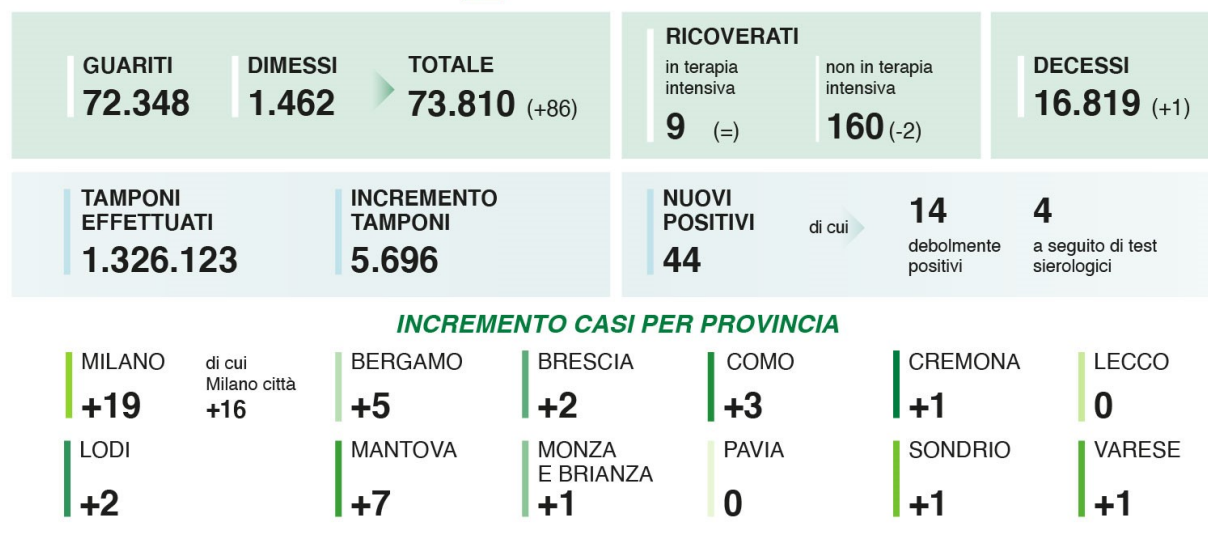 GUARITI
72.348
DIMESSI
1.462
TOTALE
73.810 (+86)
RICOVERATI
in terapia
intensiva
9 (=)
non in terapia
intensiva
160 (-2)
DECESSI
16.819 (+1)
TAMPONI
EFFETTUATI
1.326.123
INCREMENTO
TAMPONI
5.696
NUOVI
POSITIVI
44
di cui
14
debolmente
positivi
4
a seguito di test
sierologici
INCREMENTO CASI PER PROVINCIA
MILANO
+19
di cui
Milano città
+16
BERGAMO
+5
BRESCIA
+2
COMO
+3
CREMONA
+1
LECCO
0
LODI
+2
MANTOVA
+7
MONZA
E BRIANZA
+1
PAVIA
0
SONDRIO
+1
VARESE
+1